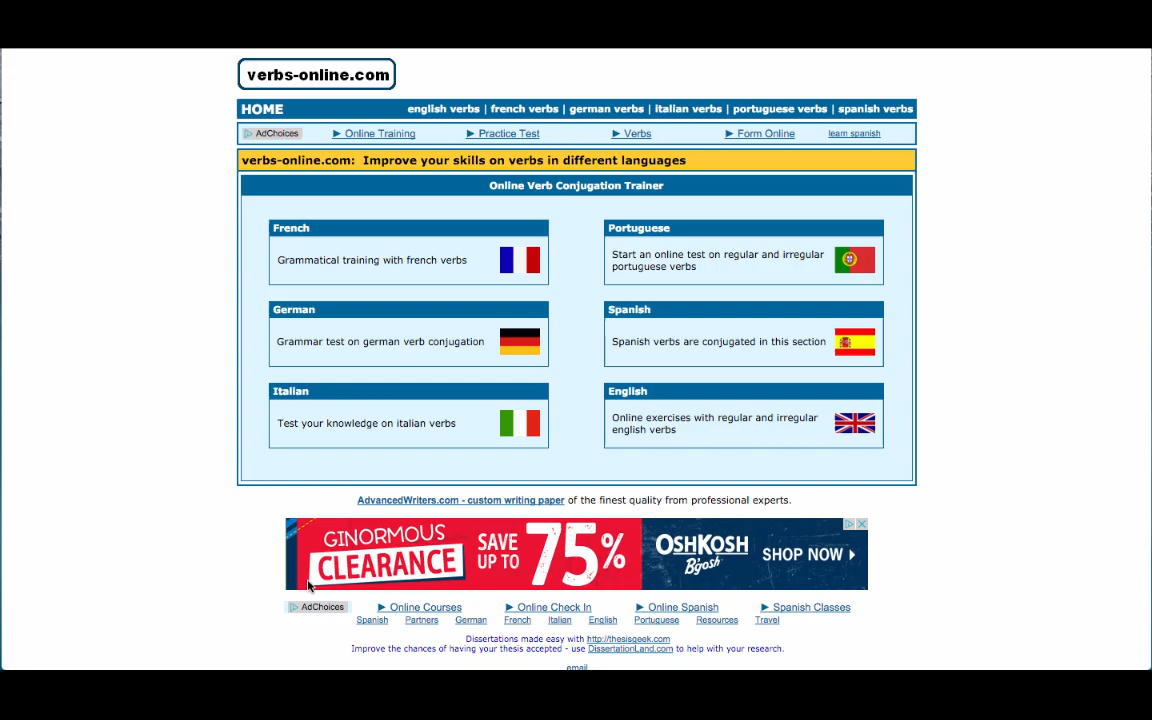 verbs-online.com
HOME
english verbs | french verbs | german verbs | italian verbs | portuguese verbs | spanish verbs
AdChoices
► Online Training
► Practice Test
► Verbs
► Form Online
learn spanish
verbs-online.com: Improve your skills on verbs in different languages
Online Verb Conjugation Trainer
French
Grammatical training with french verbs
Portuguese
Start an online test on regular and irregular
portuguese verbs
German
Grammar test on german verb conjugation
Spanish
Spanish verbs are conjugated in this section
Italian
Test your knowledge on italian verbs
English
Online exercises with regular and irregular
english verbs
AdvancedWriters.com - custom writing paper of the finest quality from professional experts.
GINORMOUS
CLEARANCE
SAVE
UP TO
75%
OSHKOSH
B'gosh
SHOP NOW
AdChoices
► Online Courses
► Online Check In
► Online Spanish
► Spanish Classes
Spanish Partners German French Italian English Portuguese Resources Travel
Dissertations made easy with http://thesisgeek.com
Improve the chances of having your thesis accepted - use DissertationLand.com to help with your research.
email